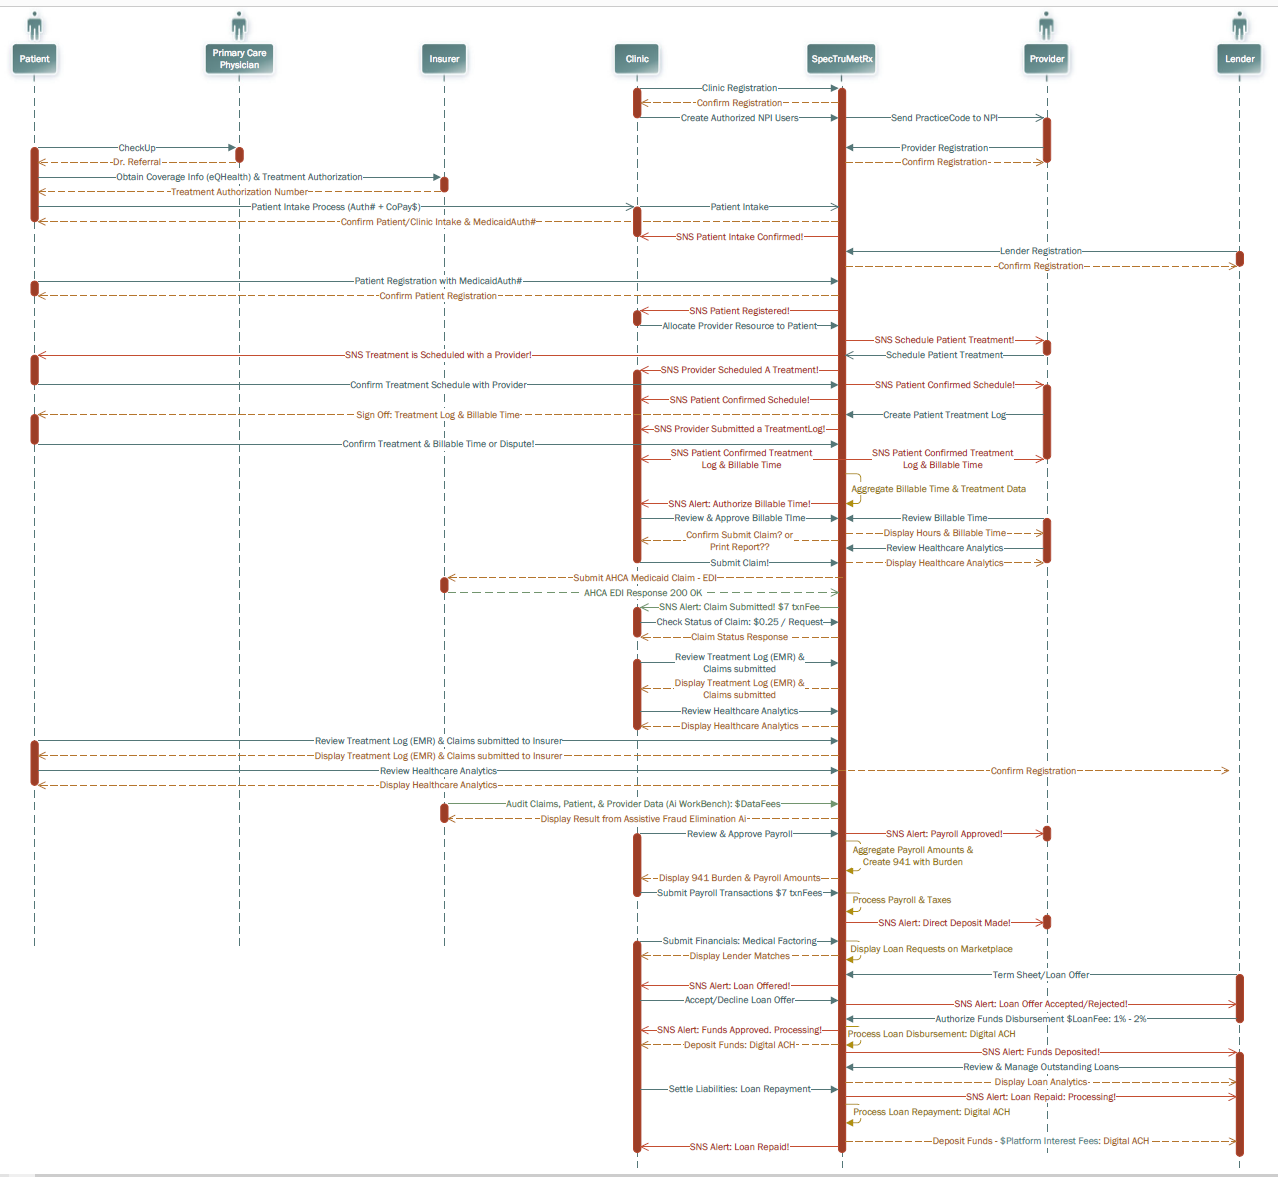 Patient
Primary Care
Physician
Insurer
Clinic
SpecTruMetRx
Provider
Lender
Clinic Registration
Confirm Registration
Create Authorized NPI Users
Send PracticeCode to NPI
CheckUp
Provider Registration
Dr. Referral
Confirm Registration
Obtain Coverage Info (eQHealth) & Treatment Authorization
Treatment Authorization Number
Patient Intake Process (Auth# + CoPay$)
Patient Intake
Confirm Patient/Clinic Intake & MedicaidAuth#
SNS Patient Intake Confirmed!
Lender Registration
Confirm Registration
Patient Registration with MedicaidAuth#
Confirm Patient Registration
SNS Patient Registered!
Allocate Provider Resource to Patient
SNS Schedule Patient Treatment!
SNS Treatment is Scheduled with a Provider!
Schedule Patient Treatment
SNS Provider Scheduled A Treatment!
Confirm Treatment Schedule with Provider
SNS Patient Confirmed Schedule!
SNS Patient Confirmed Schedule!
Sign Off: Treatment Log & Billable Time
Create Patient Treatment Log
SNS Provider Submitted a TreatmentLog!
Confirm Treatment & Billable Time or Dispute!
SNS Patient Confirmed Treatment
Log & Billable Time
SNS Patient Confirmed Treatment
Log & Billable Time
Aggregate Billable Time & Treatment Data
SNS Alert: Authorize Billable Time!
Review & Approve Billable TIme
Review Billable Time
Confirm Submit Claim? or
Print Report??
Display Hours & Billable Time
Review Healthcare Analytics
Submit Claim!
Display Healthcare Analytics
Submit AHCA Medicaid Claim - EDI
AHCA EDI Response 200 OK
SNS Alert: Claim Submitted! $7 txnFee
Check Status of Claim: $0.25 / Request
Claim Status Response
Review Treatment Log (EMR) &
Claims submitted
Display Treatment Log (EMR) &
Claims submitted
Review Healthcare Analytics
Display Healthcare Analytics
Review Treatment Log (EMR) & Claims submitted to Insurer
Display Treatment Log (EMR) & Claims submitted to Insurer
Review Healthcare Analytics
Confirm Registration
Display Healthcare Analytics
Audit Claims, Patient, & Provider Data (Ai WorkBench): $DataFees
Display Result from Assistive Fraud Elimination Ai
Review & Approve Payroll
SNS Alert: Payroll Approved!
Aggregate Payroll Amounts &
Create 941 with Burden
Display 941 Burden & Payroll Amounts
Submit Payroll Transactions $7 txnFees
Process Payroll & Taxes
SNS Alert: Direct Deposit Made!
Submit Financials: Medical Factoring
Display Loan Requests on Marketplace
Display Lender Matches
Term Sheet/Loan Offer
SNS Alert: Loan Offered!
Accept/Decline Loan Offer
SNS Alert: Loan Offer Accepted/Rejected!
Authorize Funds Disbursement $LoanFee: 1% - 2%
SNS Alert: Funds Approved. Processing!
Process Loan Disbursement: Digital ACH
Deposit Funds: Digital ACH
SNS Alert: Funds Deposited!
Review & Manage Outstanding Loans
Display Loan Analytics
Settle Liabilities: Loan Repayment
SNS Alert: Loan Repaid: Processing!
Process Loan Repayment: Digital ACH
Deposit Funds - $Platform Interest Fees: Digital ACH
SNS Alert: Loan Repaid!